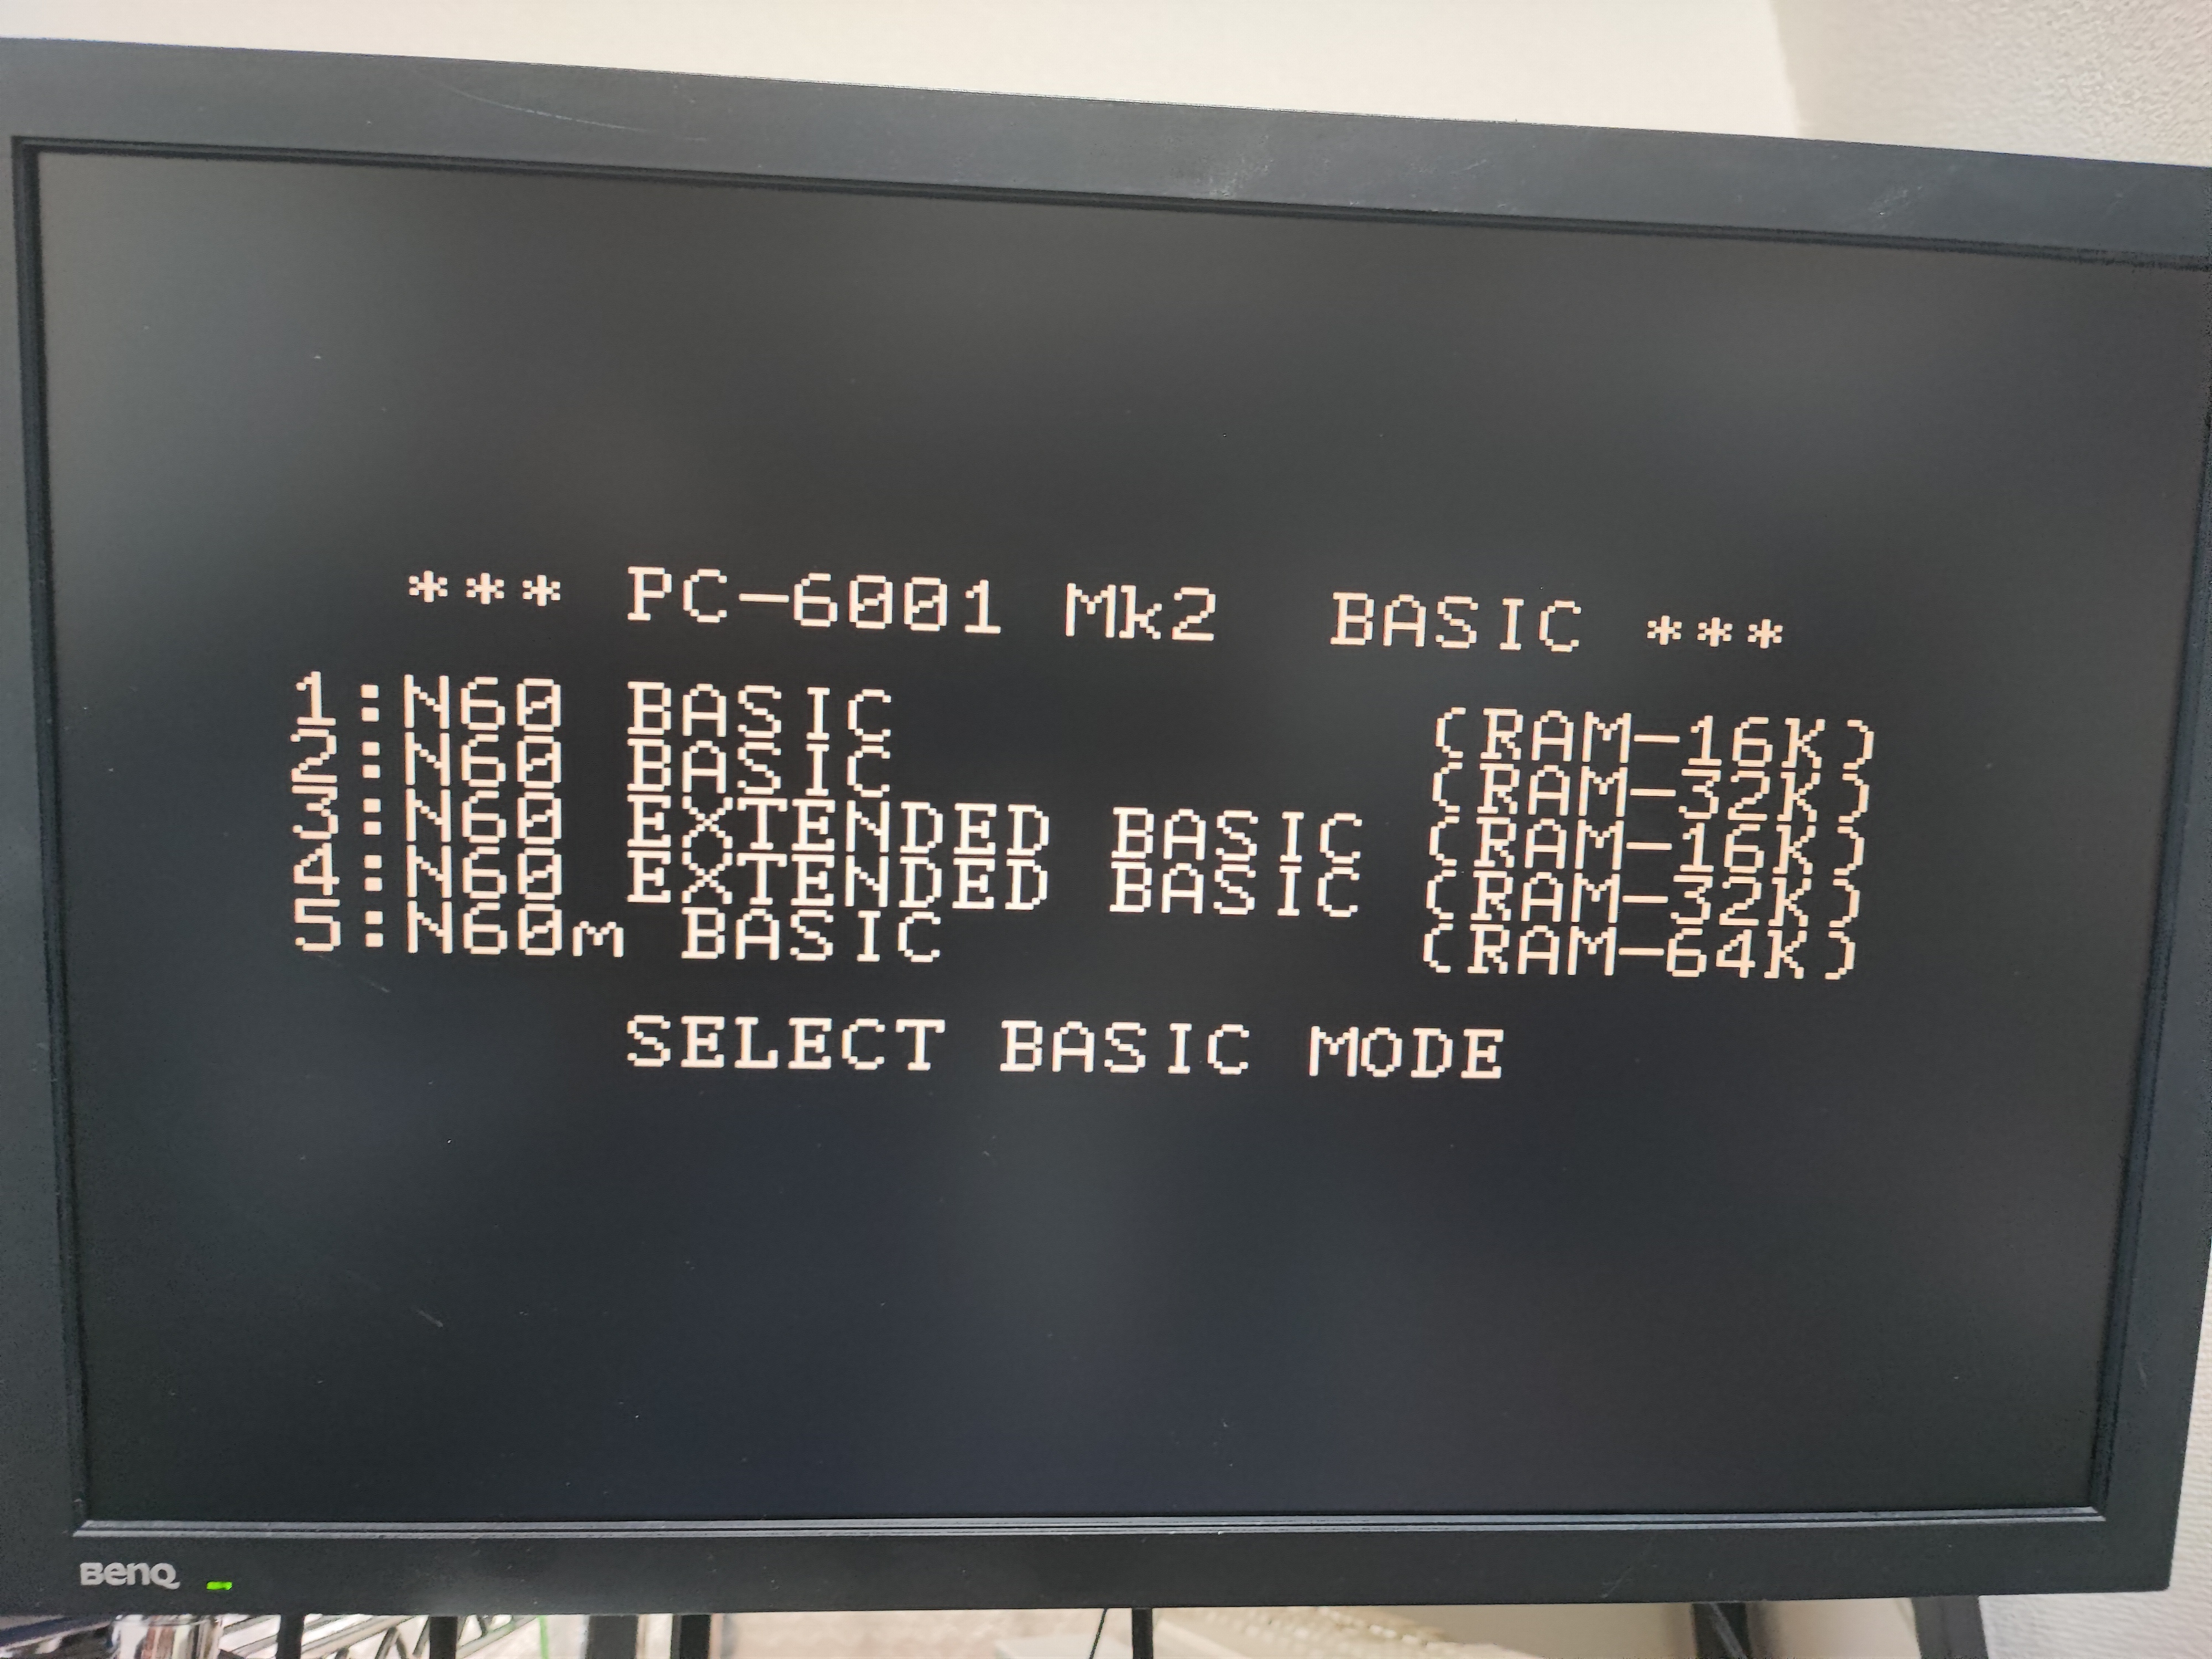 *** PC-6001 Mk2  BASIC ***
1:N60 BASIC (RAM-16K)
2:N60 BASIC (RAM-32K)
3:N60 EXTENDED BASIC (RAM-16K)
4:N60 EXTENDED BASIC (RAM-32K)
5:N60m BASIC (RAM-64K)
SELECT BASIC MODE
BenQ